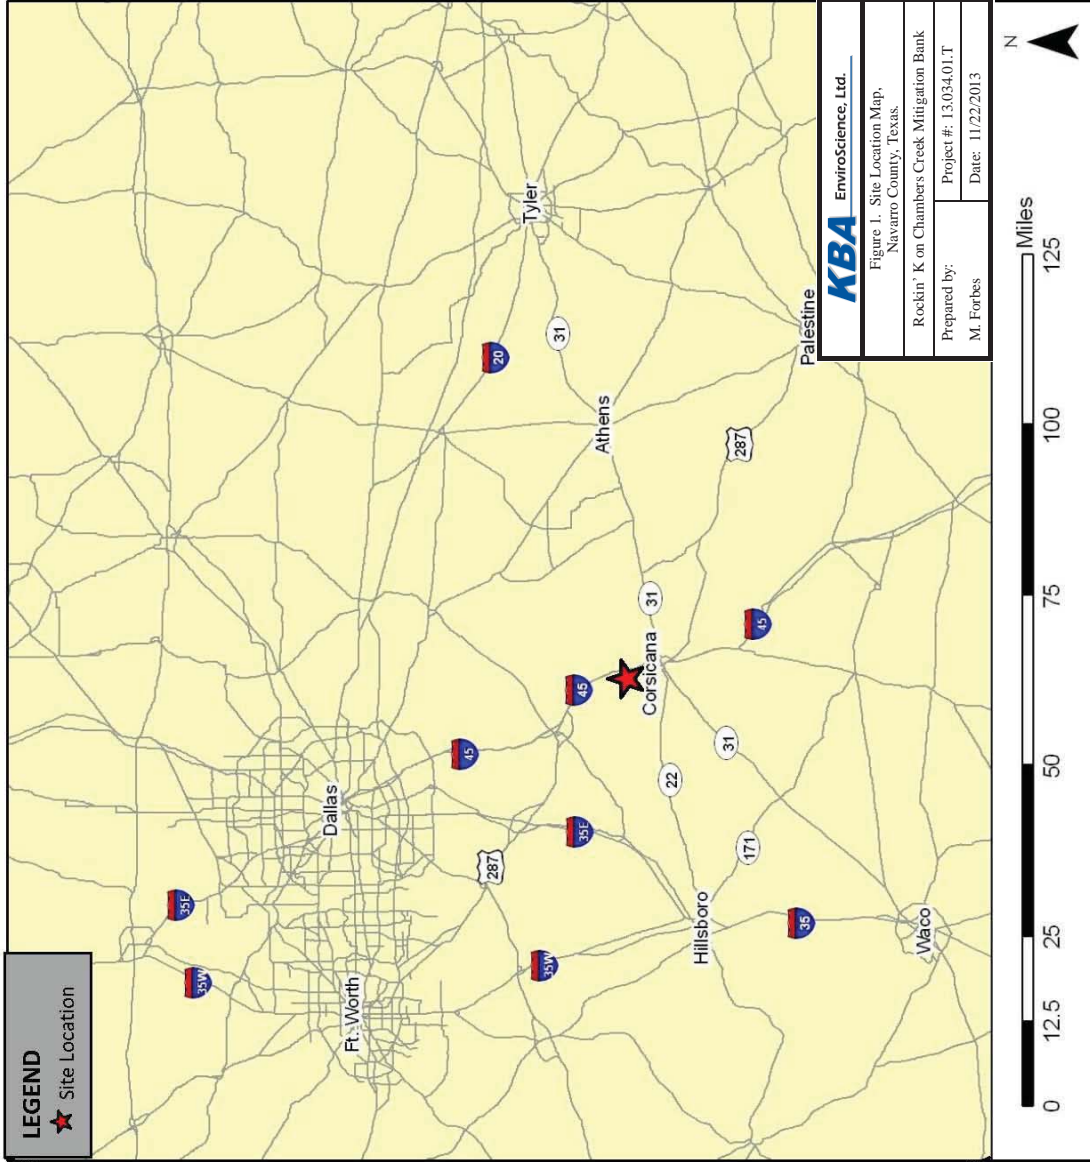 LEGEND
Site Location
35W
35E
Ft. Worth
Dallas
287
45
20
Tyler
35W
35E
45
31
Athens
Corsicana
31
22
Hillsboro
171
31
45
287
Palestine
35
Waco
KBA EnviroScience, Ltd.
Figure 1. Site Location Map,
Navarro County, Texas.
Rockin' K on Chambers Creek Mitigation Bank
Prepared by:
M. Forbes
Project #: 13.034.01.T
Date: 11/22/2013
0 12.5 25 50 75 100 125
Miles
N